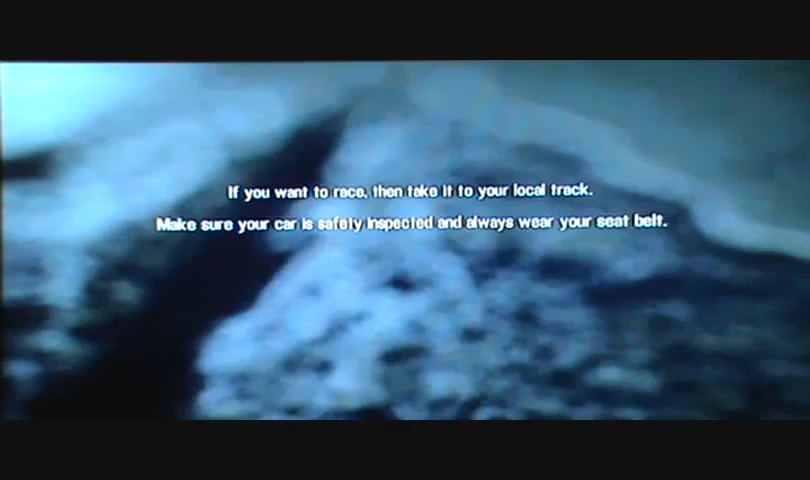 If you want to race, then take it to your local track.
Make sure your car is safely inspected and always wear your seat belt.